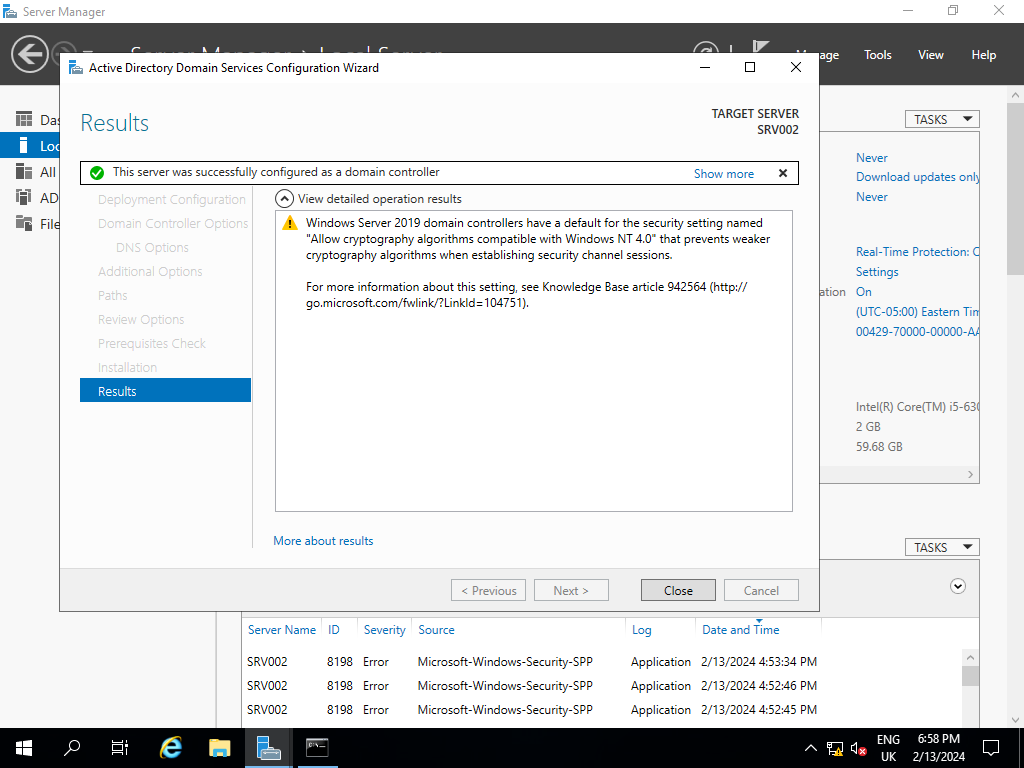 Server Manager
Manage Tools View Help
Active Directory Domain Services Configuration Wizard
Results
TARGET SERVER
SRV002
This server was successfully configured as a domain controller
Show more
Deployment Configuration
Domain Controller Options
DNS Options
Additional Options
Paths
Review Options
Prerequisites Check
Installation
Results
View detailed operation results
Windows Server 2019 domain controllers have a default for the security setting named
"Allow cryptography algorithms compatible with Windows NT 4.0" that prevents weaker
cryptography algorithms when establishing security channel sessions.
For more information about this setting, see Knowledge Base article 942564 (http://
go.microsoft.com/fwlink/?LinkId=104751).
More about results
< Previous
Next >
Close
Cancel
All
AD
File
TASKS
Never
Download updates only
Never
Real-Time Protection: O
Settings
On
(UTC-05:00) Eastern Tim
00429-70000-00000-AA
Intel(R) Core(TM) i5-630
2 GB
59.68 GB
TASKS
Server Name ID Severity Source Log Date and Time
SRV002 8198 Error Microsoft-Windows-Security-SPP Application 2/13/2024 4:53:34 PM
SRV002 8198 Error Microsoft-Windows-Security-SPP Application 2/13/2024 4:52:46 PM
SRV002 8198 Error Microsoft-Windows-Security-SPP Application 2/13/2024 4:52:45 PM
ENG
UK
6:58 PM
2/13/2024